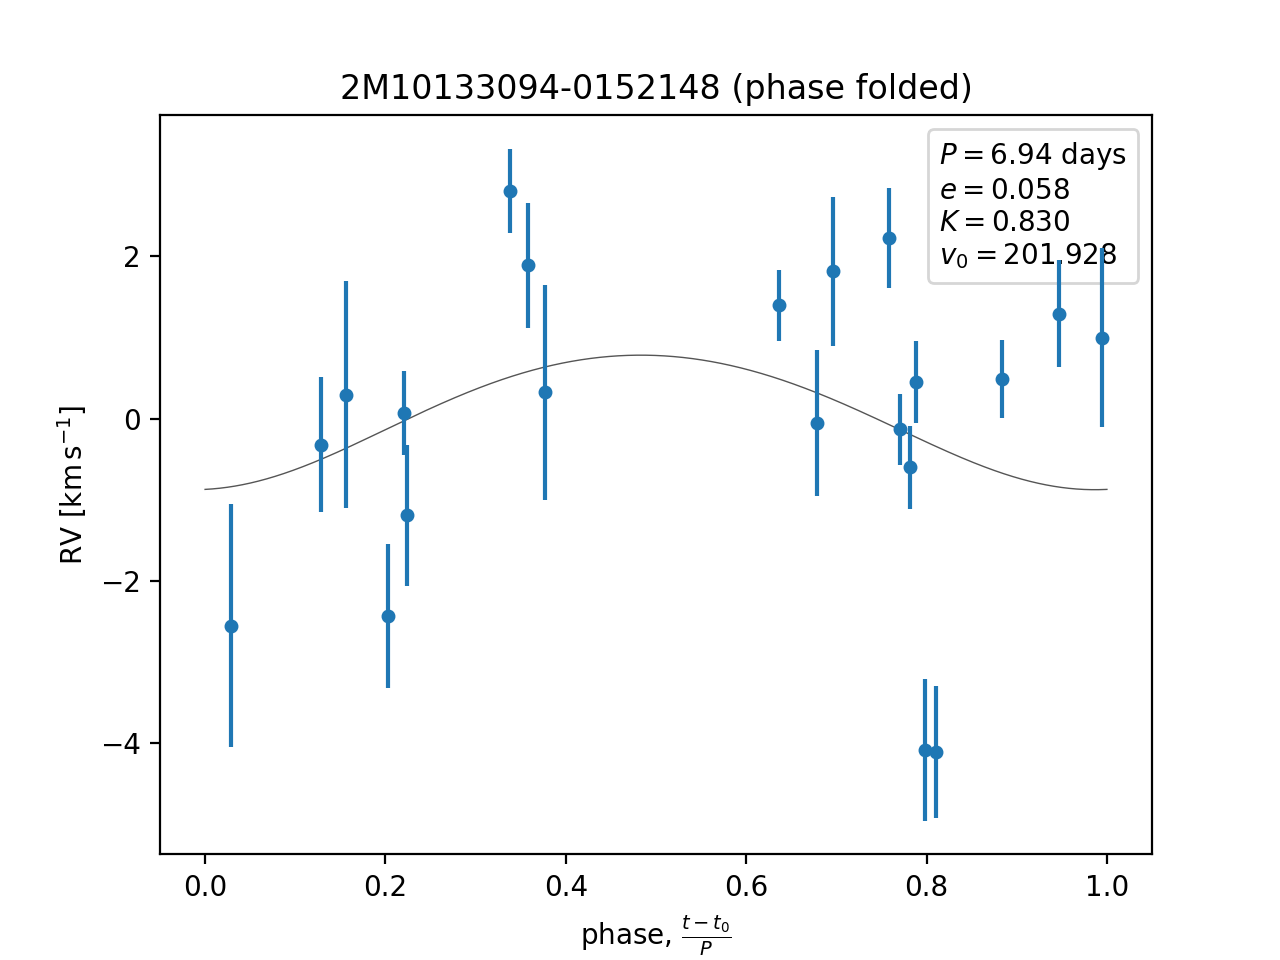 2M10133094-0152148 (phase folded)
P = 6.94 days
e = 0.058
K = 0.830
v₀ = 201.928
RV [km s⁻¹]
2
0
−2
−4
0.0 0.2 0.4 0.6 0.8 1.0
phase, (t − t₀)/P